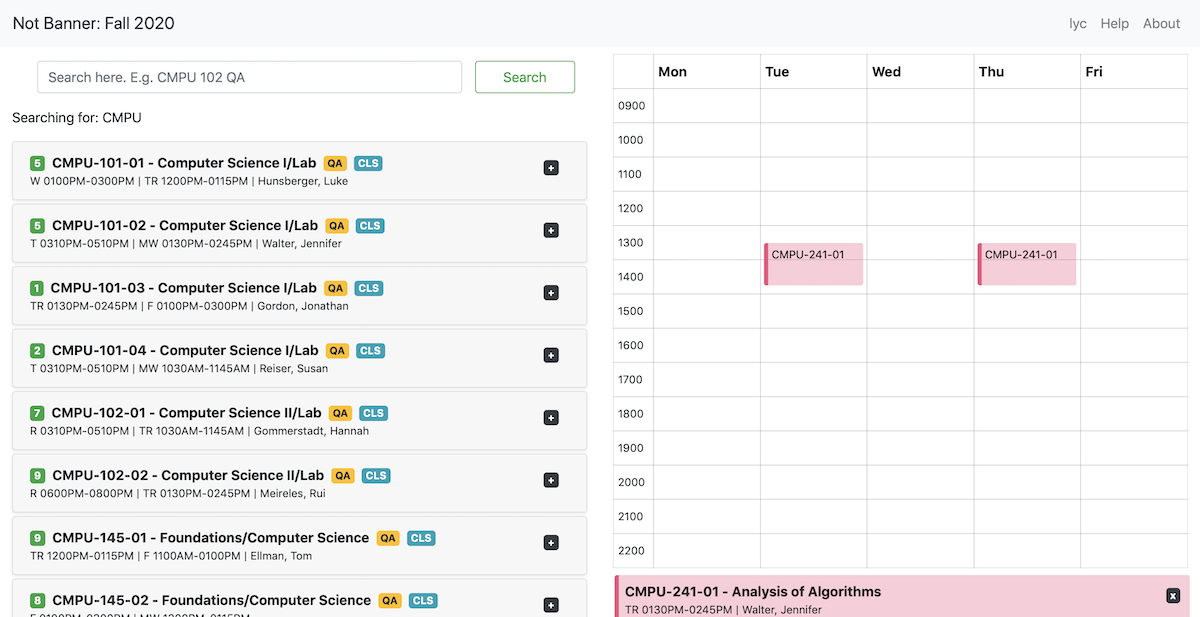 Not Banner: Fall 2020
lyc Help About
Search here. E.g. CMPU 102 QA
Search
Searching for: CMPU
5 CMPU-101-01 - Computer Science I/Lab QA CLS
W 0100PM-0300PM | TR 1200PM-0115PM | Hunsberger, Luke
+
5 CMPU-101-02 - Computer Science I/Lab QA CLS
T 0310PM-0510PM | MW 0130PM-0245PM | Walter, Jennifer
+
1 CMPU-101-03 - Computer Science I/Lab QA CLS
TR 0130PM-0245PM | F 0100PM-0300PM | Gordon, Jonathan
+
2 CMPU-101-04 - Computer Science I/Lab QA CLS
T 0310PM-0510PM | MW 1030AM-1145AM | Reiser, Susan
+
7 CMPU-102-01 - Computer Science II/Lab QA CLS
R 0310PM-0510PM | TR 1030AM-1145AM | Gommerstadt, Hannah
+
9 CMPU-102-02 - Computer Science II/Lab QA CLS
R 0600PM-0800PM | TR 0130PM-0245PM | Meireles, Rui
+
9 CMPU-145-01 - Foundations/Computer Science QA CLS
TR 1200PM-0115PM | F 1100AM-0100PM | Ellman, Tom
+
8 CMPU-145-02 - Foundations/Computer Science QA CLS
+
Mon Tue Wed Thu Fri
0900
1000
1100
1200
1300
CMPU-241-01 CMPU-241-01
1400
1500
1600
1700
1800
1900
2000
2100
2200
CMPU-241-01 - Analysis of Algorithms
x
TR 0130PM-0245PM | Walter, Jennifer